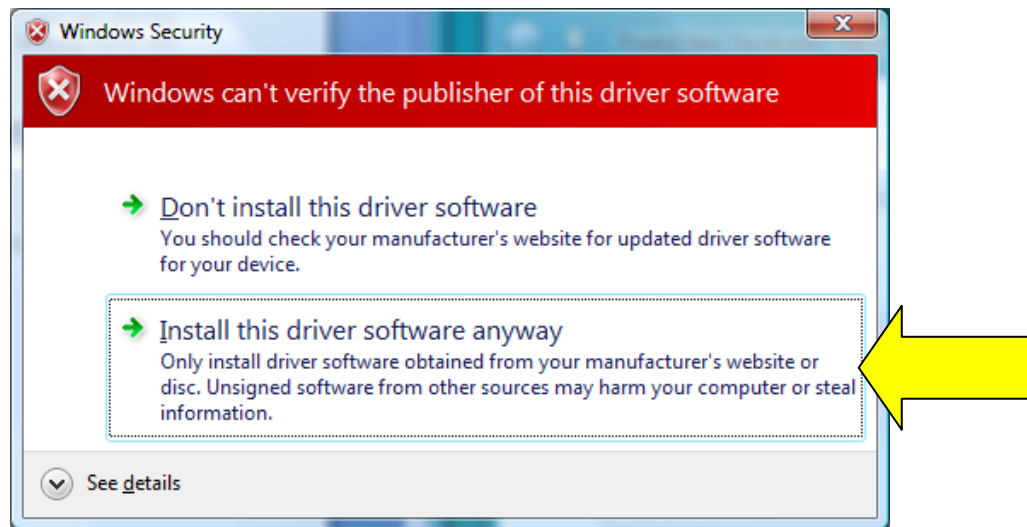 Windows Security
Windows can't verify the publisher of this driver software
Don't install this driver software
You should check your manufacturer's website for updated driver software
for your device.
Install this driver software anyway
Only install driver software obtained from your manufacturer's website or
disc. Unsigned software from other sources may harm your computer or steal
information.
See details